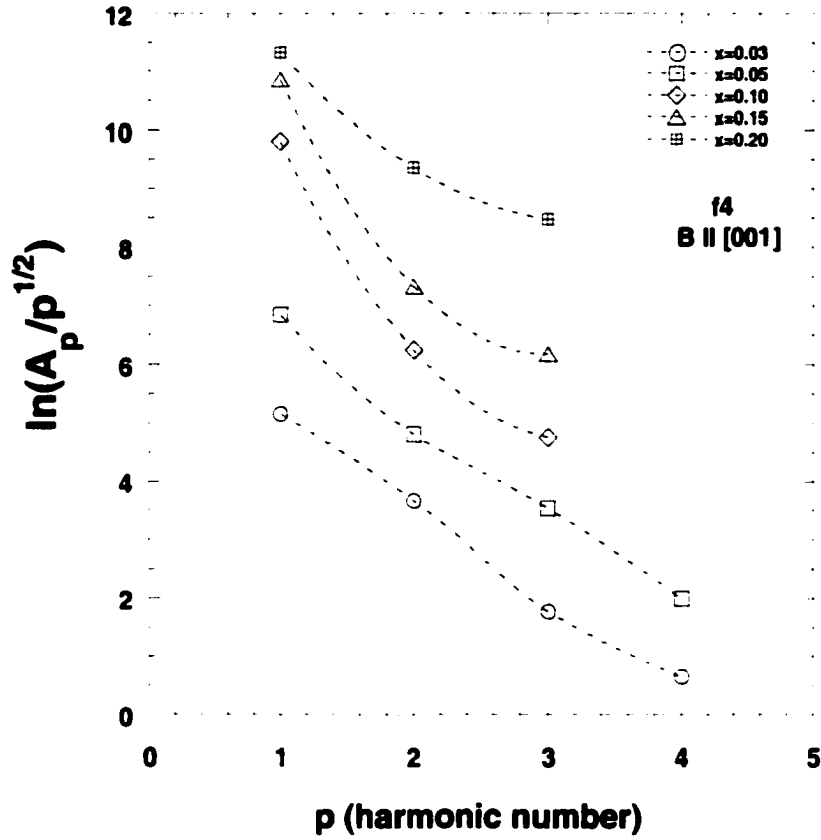 12
10
8
6
4
2
0
ln(A_p/p^{1/2})
x=0.03
x=0.05
x=0.10
x=0.15
x=0.20
f4
B II [001]
0 1 2 3 4 5
p (harmonic number)